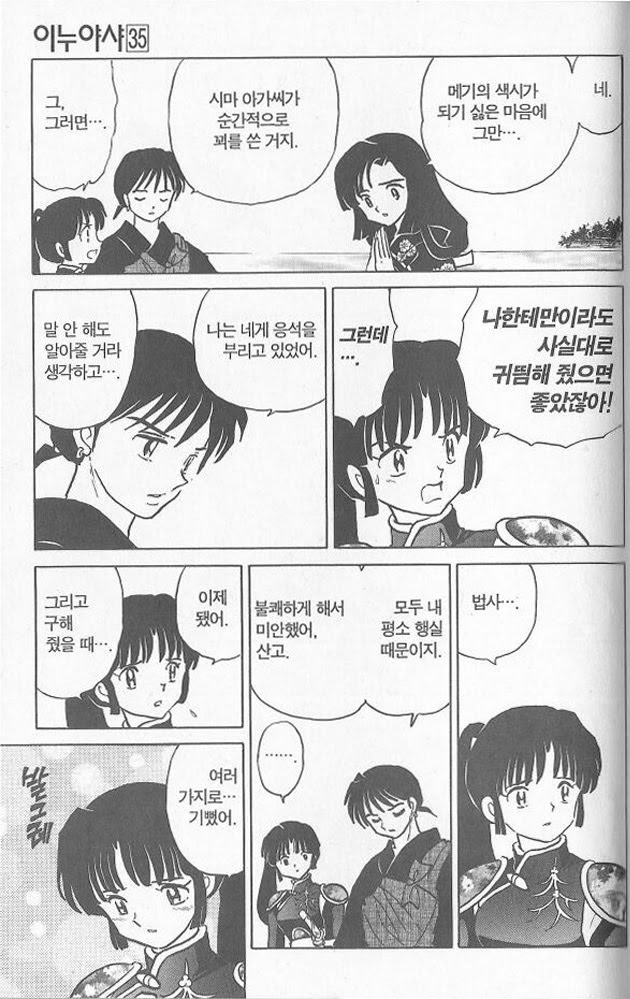 이누야샤 35
네.
메기의 색시가
되기 싫은 마음에
그만….
시마 아가씨가
순간적으로
꾀를 쓴 거지.
그,
그러면….
나한테만이라도
사실대로
귀띔해 줬으면
좋았잖아!
그런데
….
나는 네게 응석을
부리고 있었어.
말 안 해도
알아줄 거라
생각하고….
법사….
모두 내
평소 행실
때문이지.
불쾌하게 해서
미안했어,
산고.
…….
이제
됐어.
그리고
구해
줬을 때….
여러
가지로…
기뻤어.
발그레